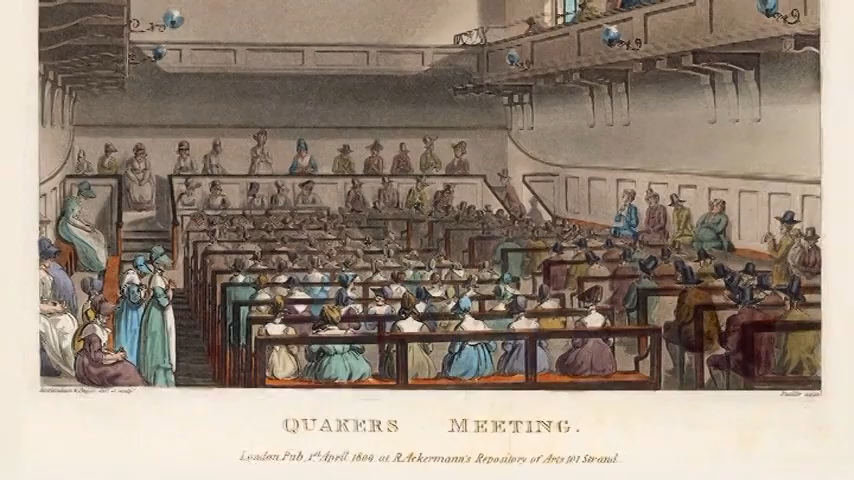 QUAKERS MEETING.
London Pub. 1st April 1809 at R. Ackermann's Repository of Arts 101 Strand.